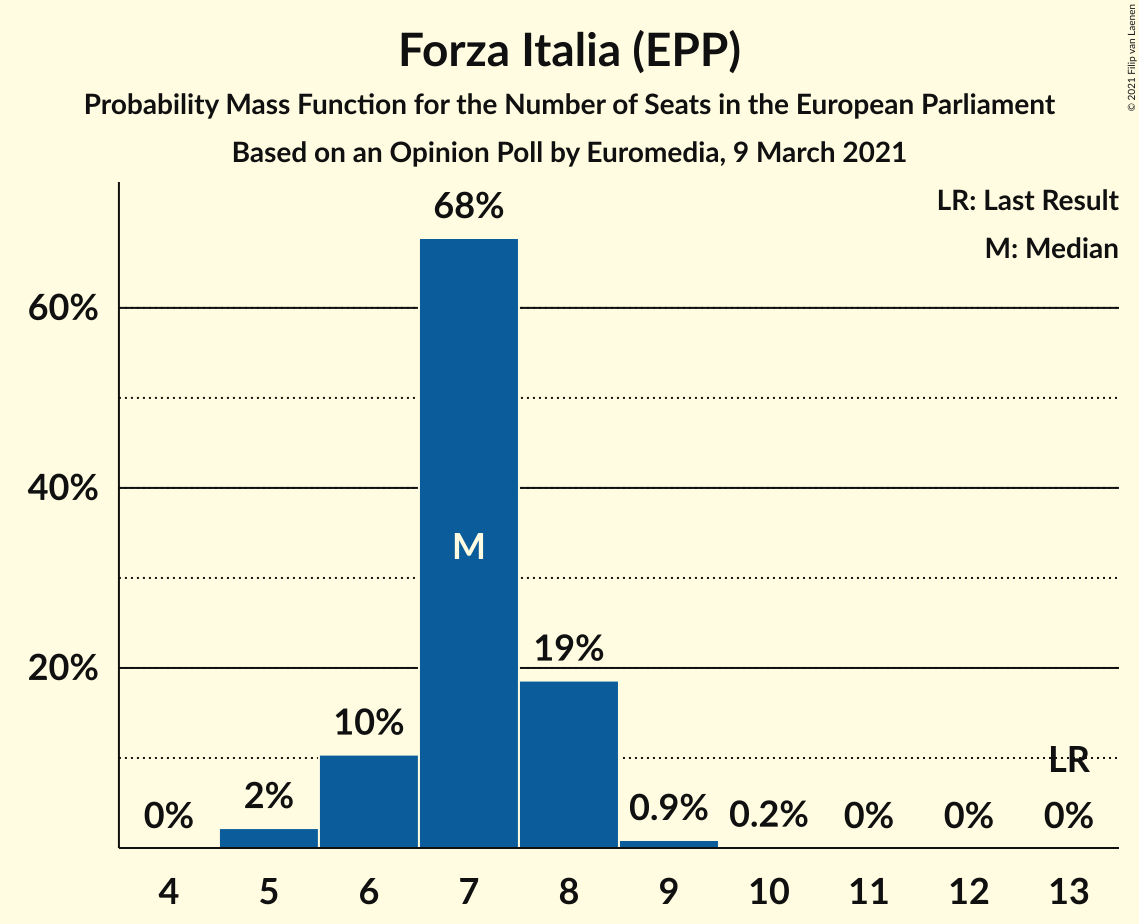 Forza Italia (EPP)
Probability Mass Function for the Number of Seats in the European Parliament
Based on an Opinion Poll by Euromedia, 9 March 2021
© 2021 Filip van Laenen
LR: Last Result
M: Median
68%
60%
40%
M
19%
20%
10%
LR
2%
0%
0.9%
0.2%
0%
0%
0%
4 5 6 7 8 9 10 11 12 13